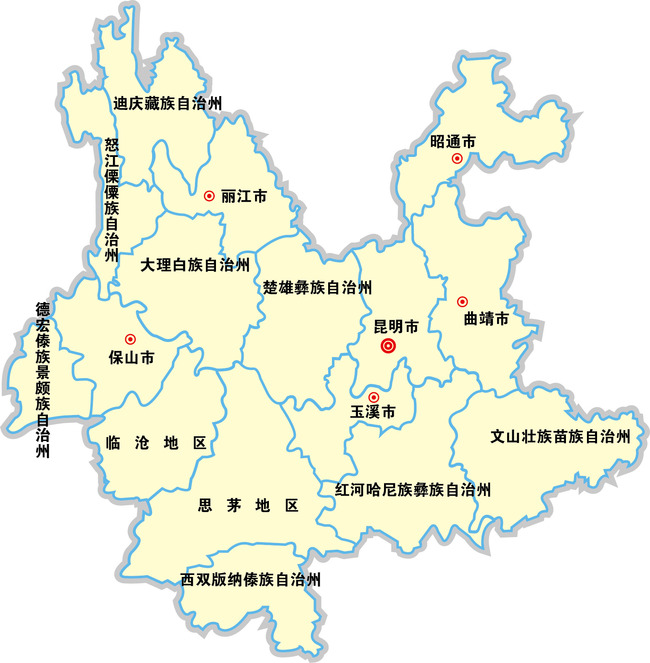 迪庆藏族自治州
昭通市
怒江傈僳族自治州
丽江市
大理白族自治州
楚雄彝族自治州
德宏傣族景颇族自治州
曲靖市
昆明市
保山市
玉溪市
文山壮族苗族自治州
临沧地区
红河哈尼族彝族自治州
思茅地区
西双版纳傣族自治州